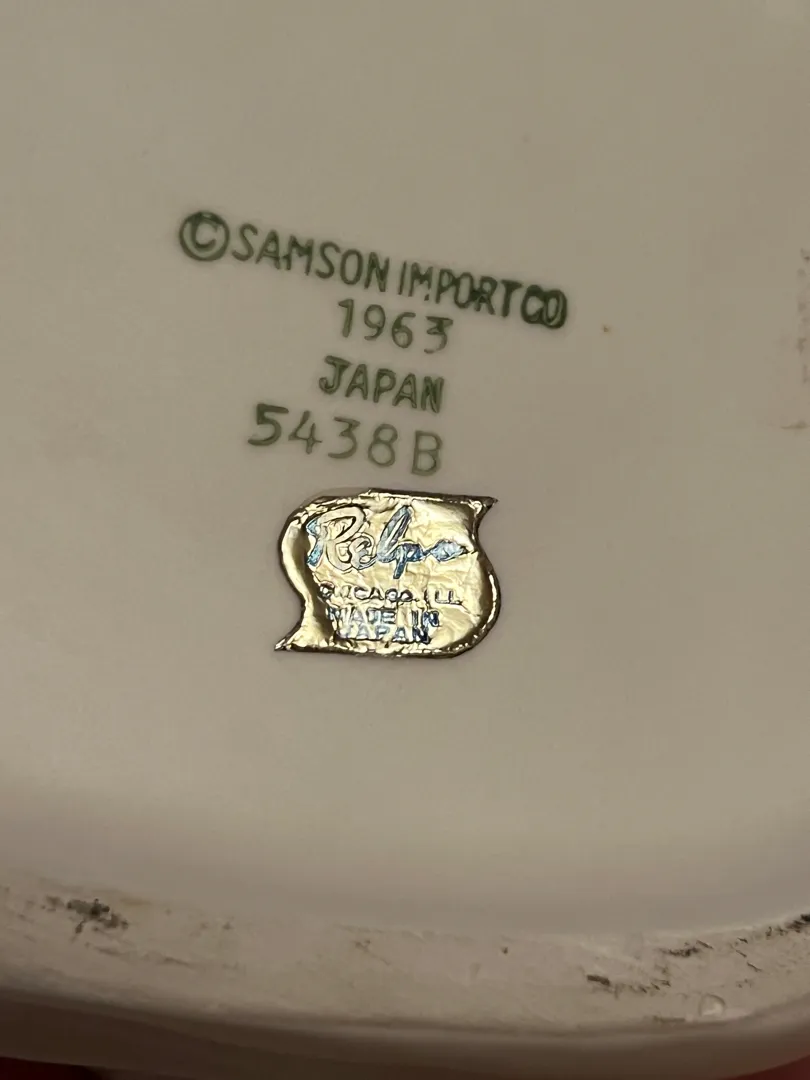 © SAMSON IMPORT CO
1963
JAPAN
5438B
Relpo
CHICAGO, ILL.
MADE IN
JAPAN